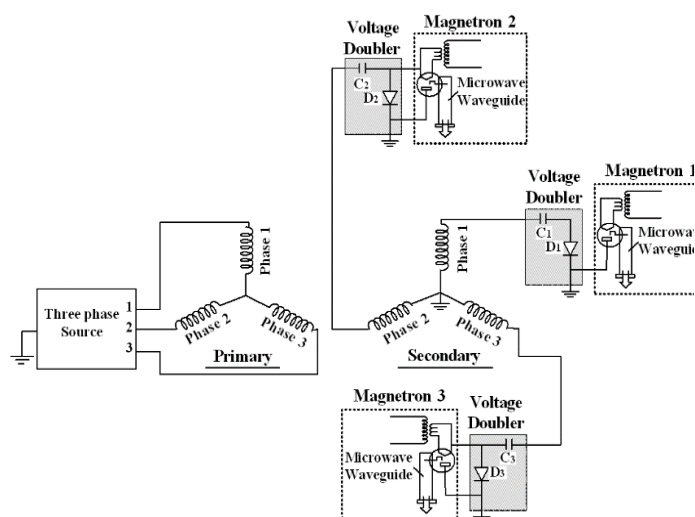 Magnetron 2
Voltage
Doubler
C2
D2
Microwave
Waveguide
Magnetron 1
Voltage
Doubler
C1
D1
Microwave
Waveguide
Phase 1
Phase 1
Three phase
Source
1
2
3
Phase 2
Phase 3
Primary
Phase 2
Phase 3
Secondary
Magnetron 3
Voltage
Doubler
Microwave
Waveguide
C3
D3